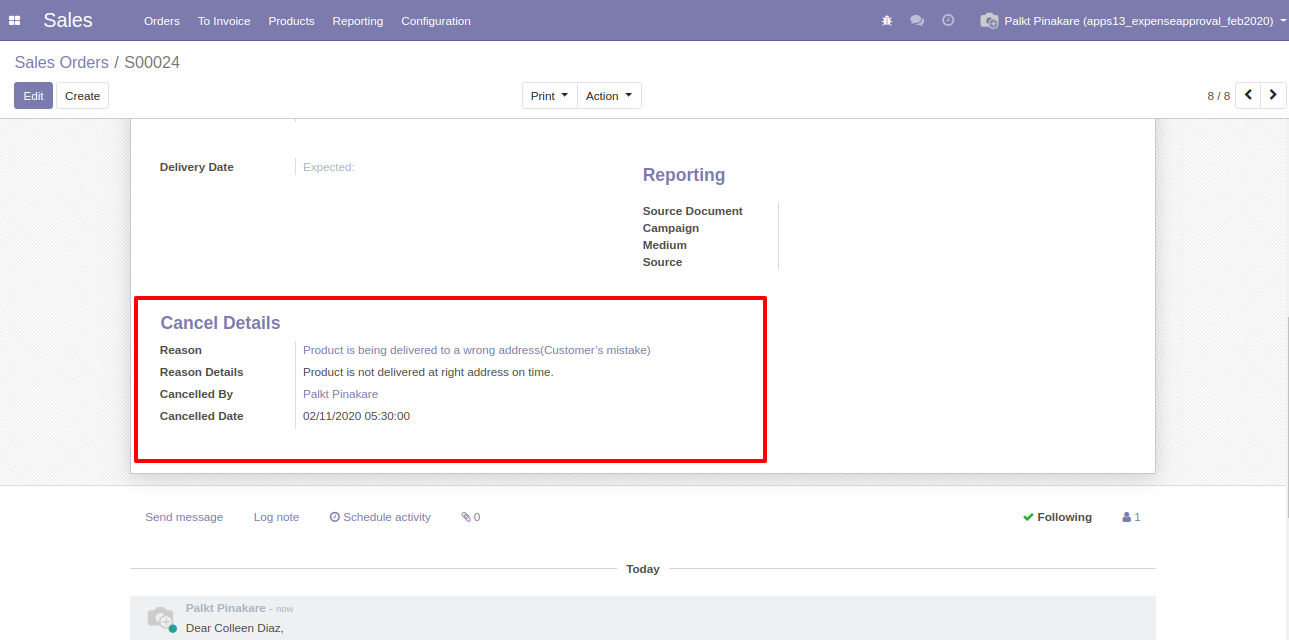 Sales Orders To Invoice Products Reporting Configuration Palkt Pinakare (apps13_expenseapproval_feb2020)
Sales Orders / S00024
Edit Create Print Action 8 / 8
Delivery Date Expected:
Reporting
Source Document
Campaign
Medium
Source
Cancel Details
Reason Product is being delivered to a wrong address(Customer's mistake)
Reason Details Product is not delivered at right address on time.
Cancelled By Palkt Pinakare
Cancelled Date 02/11/2020 05:30:00
Send message Log note Schedule activity 0 Following 1
Today
Palkt Pinakare - now
Dear Colleen Diaz,